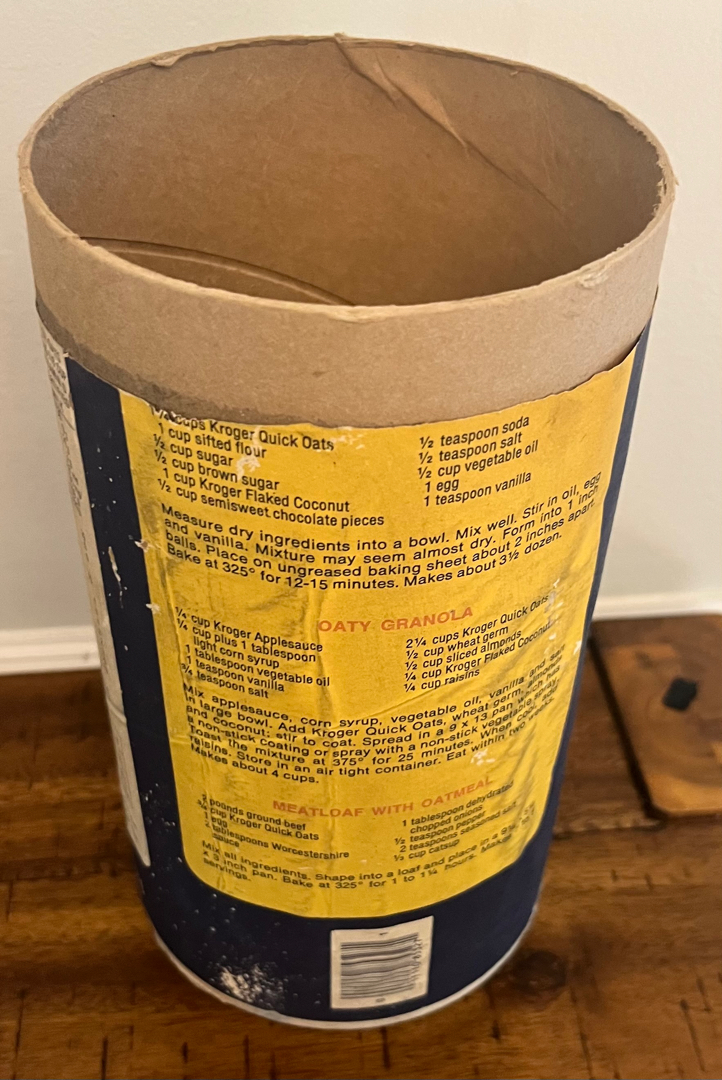 cups Kroger Quick Oats
1 cup sifted flour
½ cup sugar
½ cup brown sugar
1 cup Kroger Flaked Coconut
½ cup semisweet chocolate pieces
½ teaspoon soda
½ teaspoon salt
½ cup vegetable oil
1 egg
1 teaspoon vanilla
Measure dry ingredients into a bowl. Mix well. Stir in oil, egg
and vanilla. Mixture may seem almost dry. Form into 1 inch
balls. Place on ungreased baking sheet about 2 inches apart.
Bake at 325° for 12-15 minutes. Makes about 3½ dozen.
OATY GRANOLA
¼ cup Kroger Applesauce
¼ cup plus 1 tablespoon
light corn syrup
1 tablespoon vegetable oil
1 teaspoon vanilla
teaspoon salt
2¼ cups Kroger Quick Oats
½ cup wheat germ
½ cup sliced almonds
¼ cup Kroger Flaked Coconut
¼ cup raisins
Mix applesauce, corn syrup, vegetable oil, vanilla and salt
in large bowl. Add Kroger Quick Oats, wheat germ, almonds
and coconut; stir to coat. Spread in a 9 x 13 pan which has
a non-stick coating or spray with a non-stick vegetable spray.
Toast the mixture at 375° for 25 minutes. When cool, add
raisins. Store in an air tight container. Eat within two weeks.
Makes about 4 cups.
MEATLOAF WITH OATMEAL
2 pounds ground beef
¾ cup Kroger Quick Oats
1 egg
2 tablespoons Worcestershire
sauce
1 tablespoon dehydrated
chopped onions
½ teaspoon pepper
2 teaspoons seasoned salt
½ cup catsup
Mix all ingredients. Shape into a loaf and place in a
x 5 inch pan. Bake at 325° for 1 to 1¼ hours. Makes
servings.